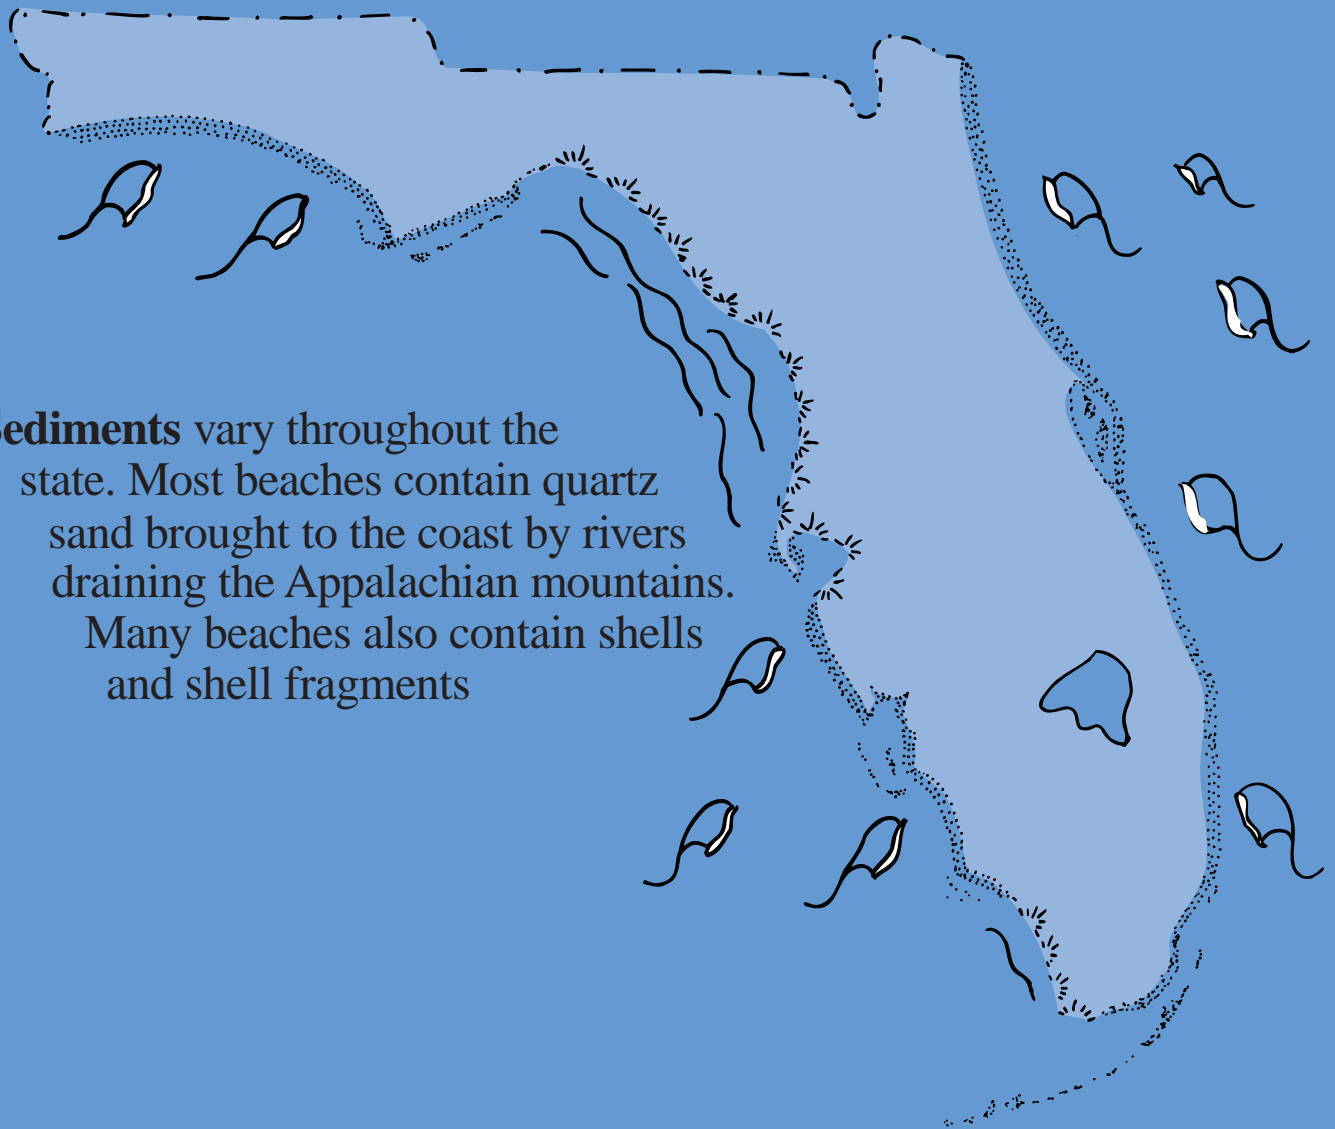 Sediments vary throughout the
state. Most beaches contain quartz
sand brought to the coast by rivers
draining the Appalachian mountains.
Many beaches also contain shells
and shell fragments